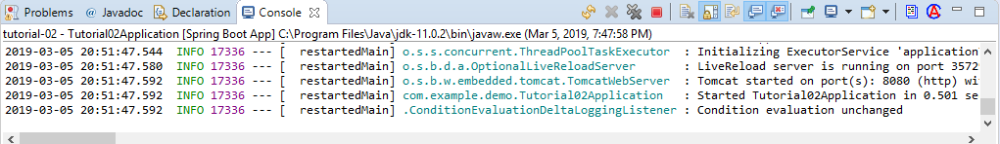 Problems @ Javadoc Declaration Console
tutorial-02 - Tutorial02Application [Spring Boot App] C:\Program Files\Java\jdk-11.0.2\bin\javaw.exe (Mar 5, 2019, 7:47:58 PM)
2019-03-05 20:51:47.544 INFO 17336 --- [ restartedMain] o.s.s.concurrent.ThreadPoolTaskExecutor : Initializing ExecutorService 'application
2019-03-05 20:51:47.580 INFO 17336 --- [ restartedMain] o.s.b.d.a.OptionalLiveReloadServer : LiveReload server is running on port 35729
2019-03-05 20:51:47.592 INFO 17336 --- [ restartedMain] o.s.b.w.embedded.tomcat.TomcatWebServer : Tomcat started on port(s): 8080 (http) wi
2019-03-05 20:51:47.592 INFO 17336 --- [ restartedMain] com.example.demo.Tutorial02Application : Started Tutorial02Application in 0.501 se
2019-03-05 20:51:47.592 INFO 17336 --- [ restartedMain] .ConditionEvaluationDeltaLoggingListener : Condition evaluation unchanged